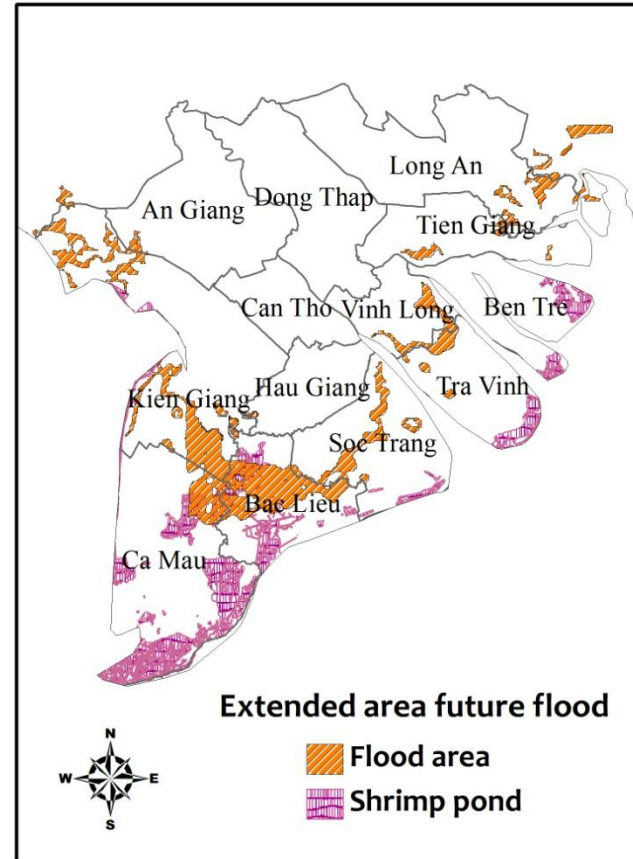 Long An
Dong Thap
An Giang
Tien Giang
Can Tho
Vinh Long
Ben Tre
Hau Giang
Tra Vinh
Kien Giang
Soc Trang
Bac Lieu
Ca Mau
Extended area future flood
N
Flood area
W E
Shrimp pond
S